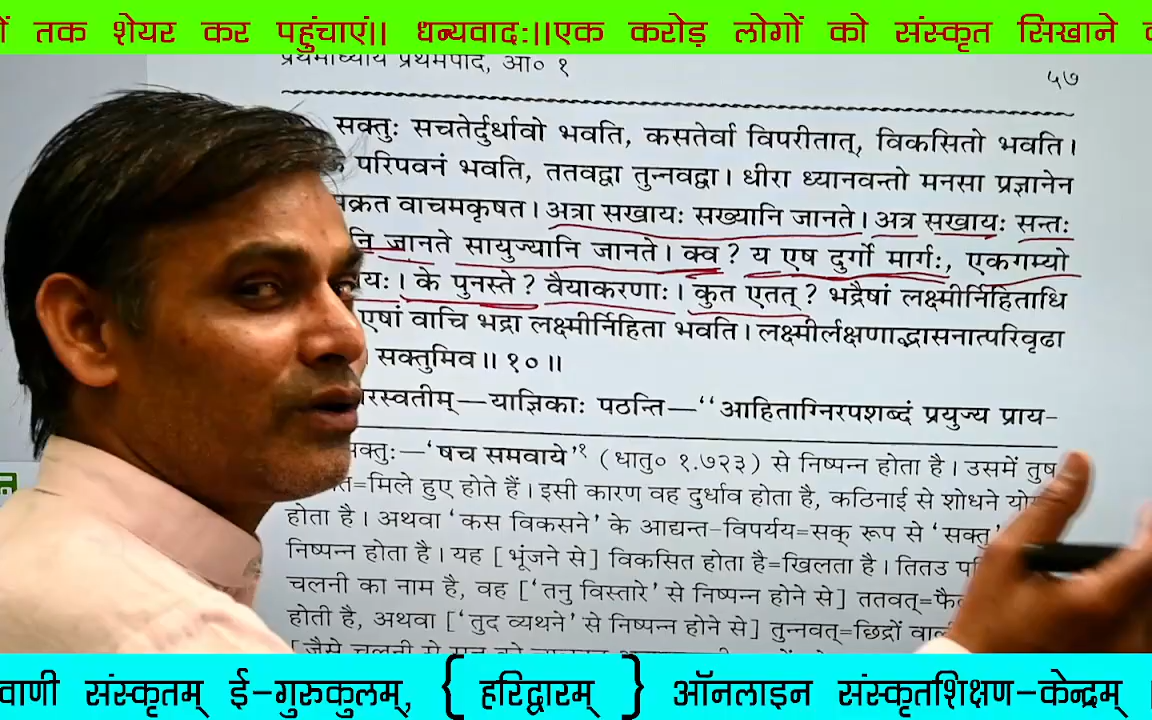 तक शेयर कर पहुंचाएं|| धन्यवादः||एक करोड़ लोगों को संस्कृत सिखाने
प्रथमाध्याये प्रथमपादे, आ० १
५७
सक्तुः सचतेर्दुर्धावो भवति, कसतेर्वा विपरीतात्, विकसितो भवति।
परिपवनं भवति, ततवद्वा तुन्नवद्वा। धीरा ध्यानवन्तो मनसा प्रज्ञानेन
वाचमकृषत। अत्रा सखायः सख्यानि जानते। अत्र सखायः सन्तः
जानते सायुज्यानि जानते। क्व? य एष दुर्गो मार्गः, एकगम्यो
के पुनस्ते? वैयाकरणाः। कुत एतत्? भद्रैषां लक्ष्मीर्निहिताधि
एषां वाचि भद्रा लक्ष्मीर्निहिता भवति। लक्ष्मीर्लक्षणाद्भासनात्परिवृढा
सक्तुमिव॥ १०॥
याज्ञिकाः पठन्ति—‘‘आहिताग्निरपशब्दं प्रयुज्य प्राय-
‘षच समवाये’¹ (धातु० १.७२३) से निष्पन्न होता है। उसमें तुष
=मिले हुए होते हैं। इसी कारण वह दुर्धाव होता है, कठिनाई से शोधने
होता है। अथवा ‘कस विकसने’ के आद्यन्त-विपर्यय=सक् रूप से ‘सक्तु’
निष्पन्न होता है। यह [भूंजने से] विकसित होता है=खिलता है। तितउ
चलनी का नाम है, वह [‘तनु विस्तारे’ से निष्पन्न होने से] ततवत्=
होती है, अथवा [‘तुद व्यथने’ से निष्पन्न होने से] तुन्नवत्=छिद्रों
वाणी संस्कृतम् ई-गुरुकुलम्, { हरिद्वारम् } ऑनलाइन संस्कृतशिक्षण-केन्द्रम्